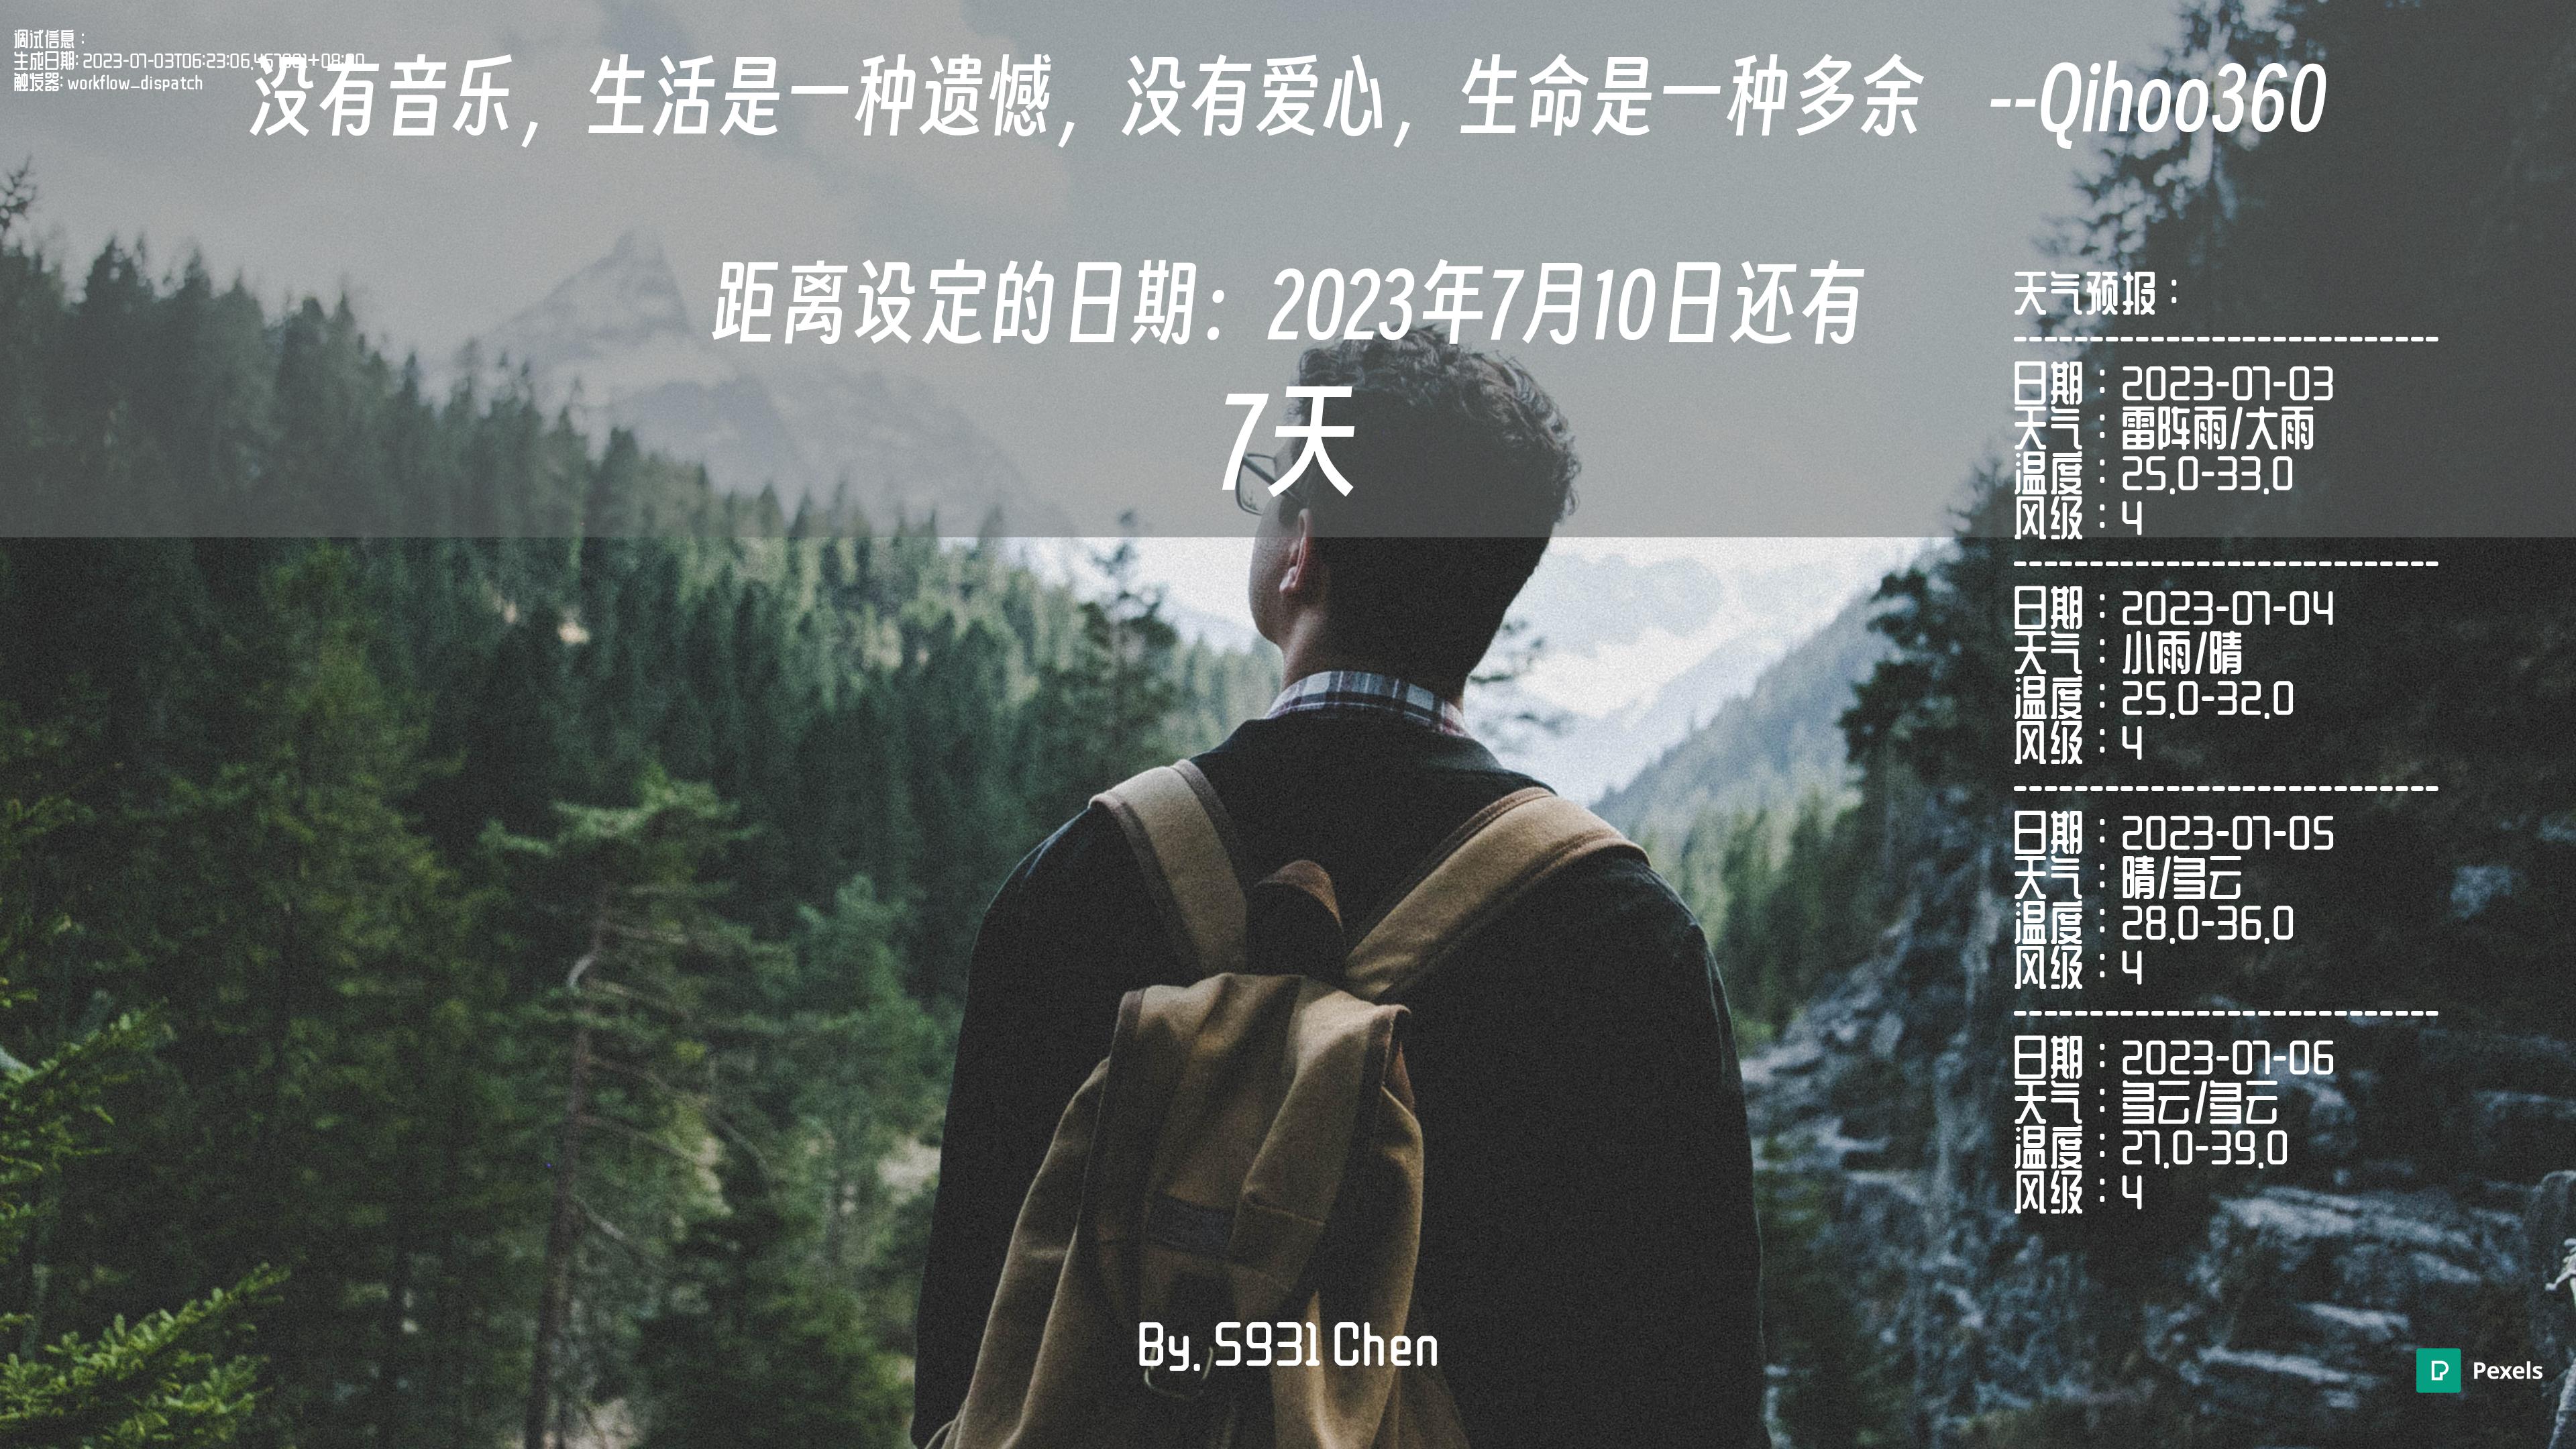 调试信息：
生成日期: 2023-07-03T06:23:06.457881+08:00
触发器: workflow_dispatch
没有音乐，生活是一种遗憾，没有爱心，生命是一种多余 --Qihoo360
距离设定的日期：2023年7月10日还有
7天
天气预报：
----------------------------
日期：2023-07-03
天气：雷阵雨/大雨
温度：25.0-33.0
风级：4
----------------------------
日期：2023-07-04
天气：小雨/晴
温度：25.0-32.0
风级：4
----------------------------
日期：2023-07-05
天气：晴/多云
温度：28.0-36.0
风级：4
----------------------------
日期：2023-07-06
天气：多云/多云
温度：27.0-39.0
风级：4
By. 5931 Chen
Pexels